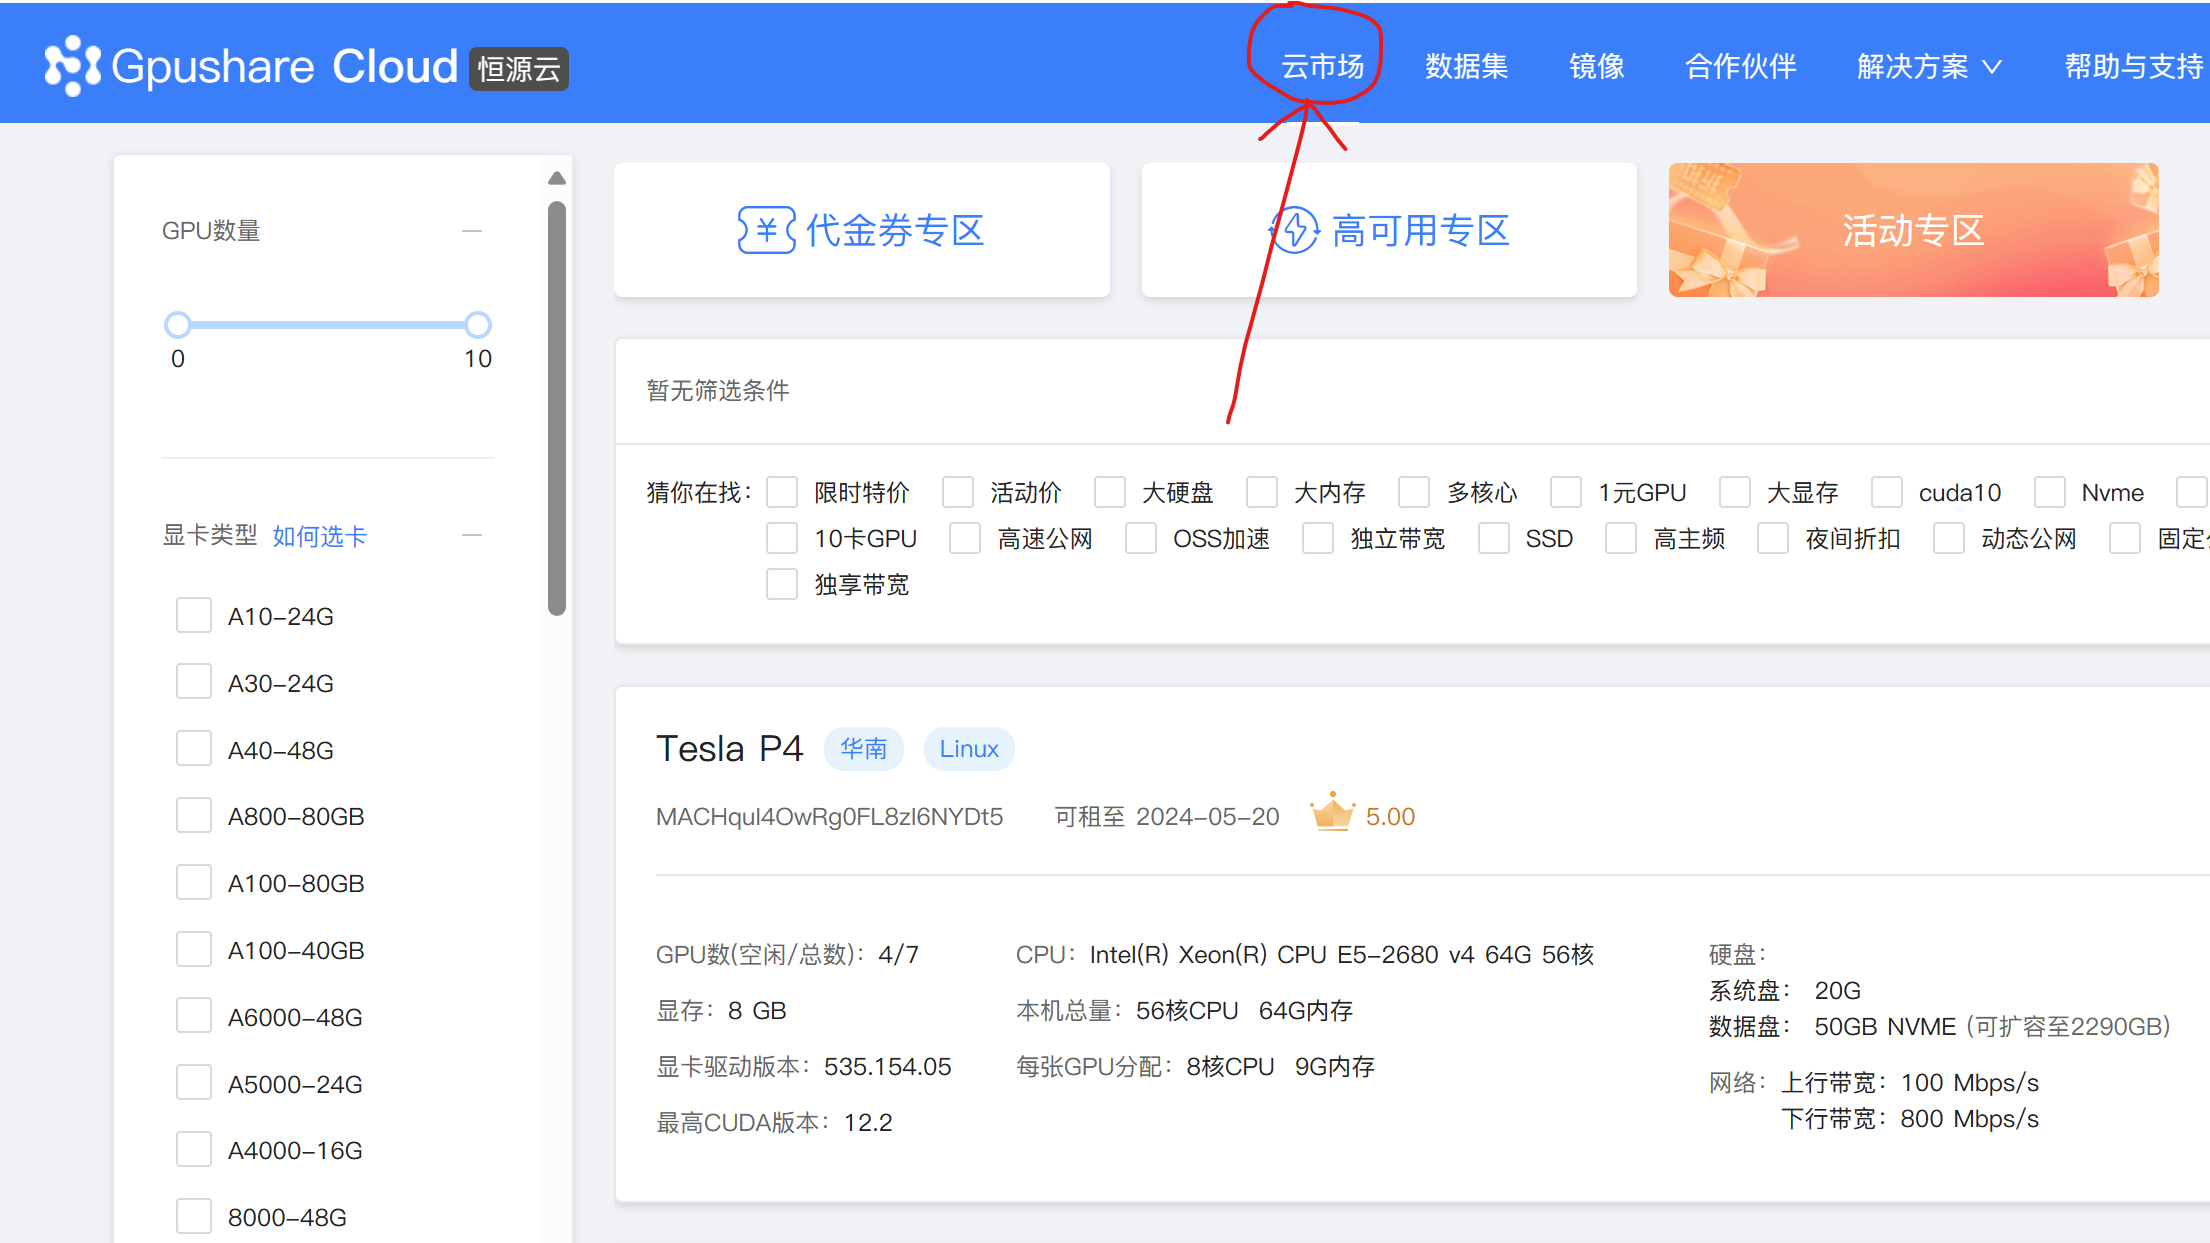 Gpushare Cloud 恒源云
云市场 数据集 镜像 合作伙伴 解决方案 帮助与支持
GPU数量
0 10
显卡类型 如何选卡
A10-24G
A30-24G
A40-48G
A800-80GB
A100-80GB
A100-40GB
A6000-48G
A5000-24G
A4000-16G
8000-48G
¥ 代金券专区
高可用专区
活动专区
暂无筛选条件
猜你在找: 限时特价 活动价 大硬盘 大内存 多核心 1元GPU 大显存 cuda10 Nvme
10卡GPU 高速公网 OSS加速 独立带宽 SSD 高主频 夜间折扣 动态公网 固定
独享带宽
Tesla P4 华南 Linux
MACHquI4OwRg0FL8zI6NYDt5 可租至 2024-05-20 5.00
GPU数(空闲/总数): 4/7
显存: 8 GB
显卡驱动版本: 535.154.05
最高CUDA版本: 12.2
CPU: Intel(R) Xeon(R) CPU E5-2680 v4 64G 56核
本机总量: 56核CPU 64G内存
每张GPU分配: 8核CPU 9G内存
硬盘:
系统盘: 20G
数据盘: 50GB NVME (可扩容至2290GB)
网络: 上行带宽: 100 Mbps/s
下行带宽: 800 Mbps/s